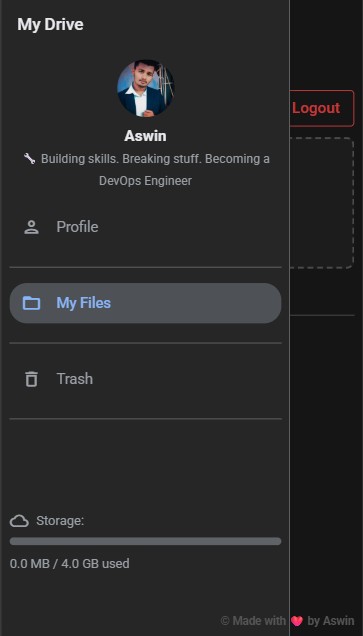 My Drive
Logout
Aswin
🔧 Building skills. Breaking stuff. Becoming a
DevOps Engineer
Profile
My Files
Trash
Storage:
0.0 MB / 4.0 GB used
© Made with ❤️ by Aswin